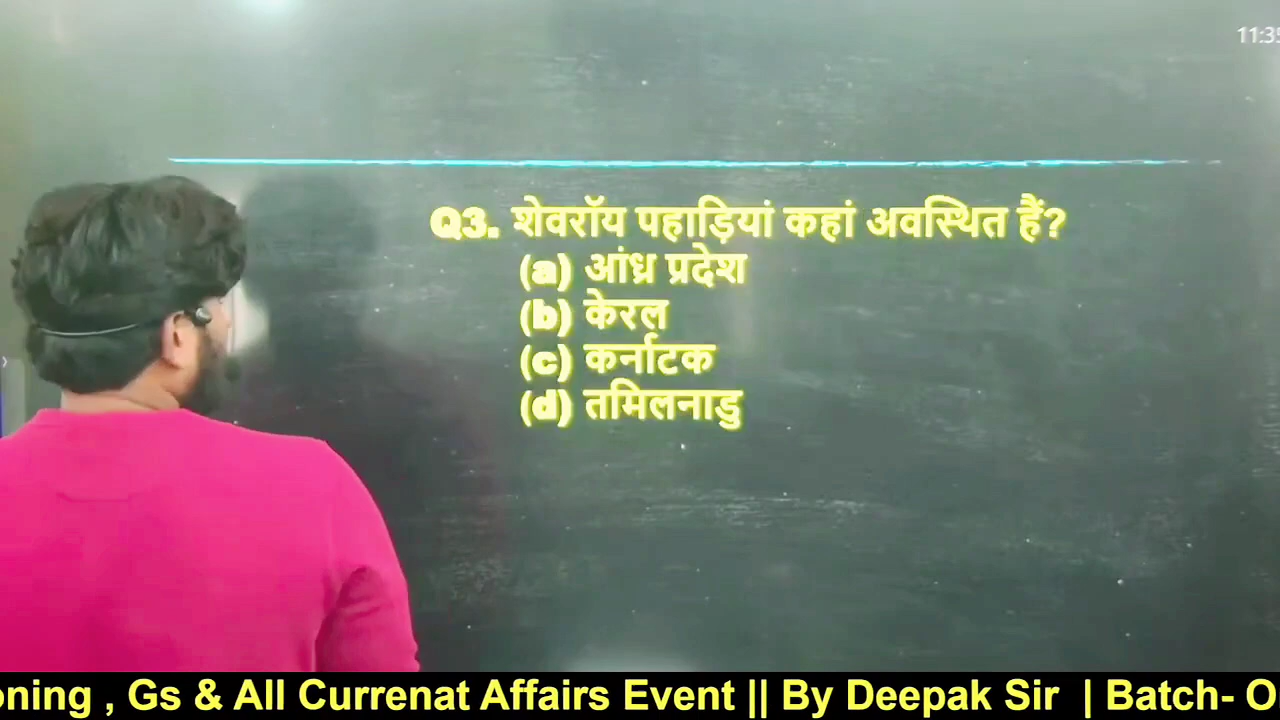 11:35
Q3. शेवरॉय पहाड़ियां कहां अवस्थित हैं?
(a) आंध्र प्रदेश
(b) केरल
(c) कर्नाटक
(d) तमिलनाडु
oning , Gs & All Currenat Affairs Event || By Deepak Sir | Batch- O